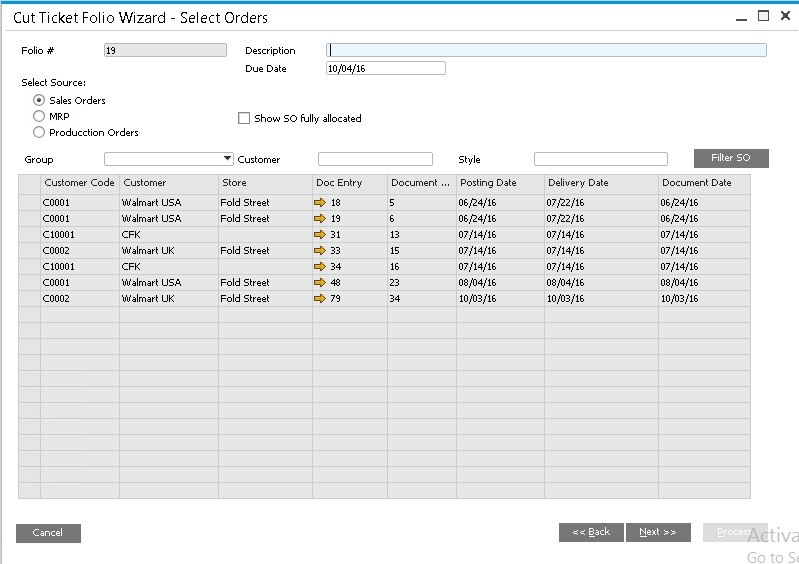 Cut Ticket Folio Wizard - Select Orders
Folio # 19 Description
Due Date 10/04/16
Select Source:
Sales Orders
MRP
Show SO fully allocated
Producction Orders
Group Customer Style Filter SO
Customer Code Customer Store Doc Entry Document ... Posting Date Delivery Date Document Date
C0001 Walmart USA Fold Street 18 5 06/24/16 07/22/16 06/24/16
C0001 Walmart USA Fold Street 19 6 06/24/16 07/22/16 06/24/16
C10001 CFK 31 13 07/14/16 07/14/16 07/14/16
C0002 Walmart UK Fold Street 33 15 07/14/16 07/14/16 07/14/16
C10001 CFK 34 16 07/14/16 07/14/16 07/14/16
C0001 Walmart USA Fold Street 48 23 08/04/16 08/04/16 08/04/16
C0002 Walmart UK Fold Street 79 34 10/03/16 10/03/16 10/03/16
Cancel << Back Next >> Process
Activa
Go to Se